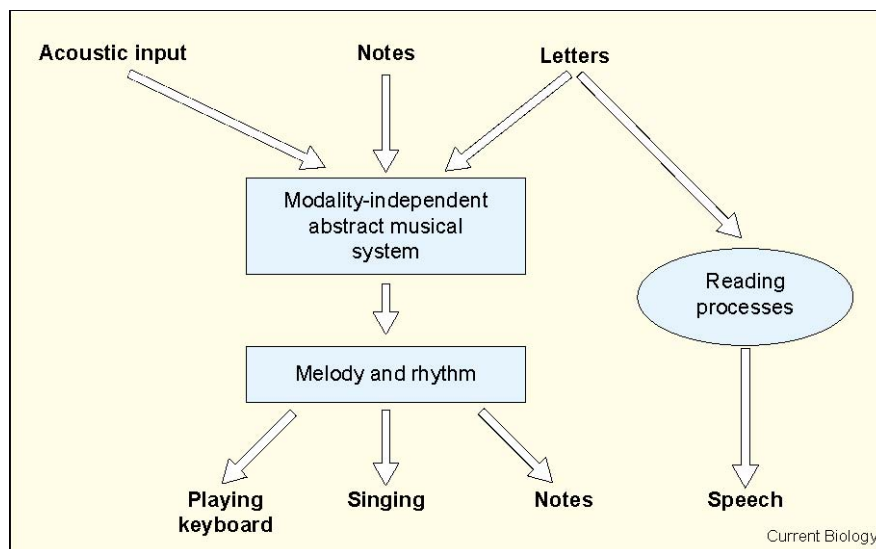 Acoustic input
Notes
Letters
Modality-independent
abstract musical
system
Reading
processes
Melody and rhythm
Playing
keyboard
Singing
Notes
Speech
Current Biology